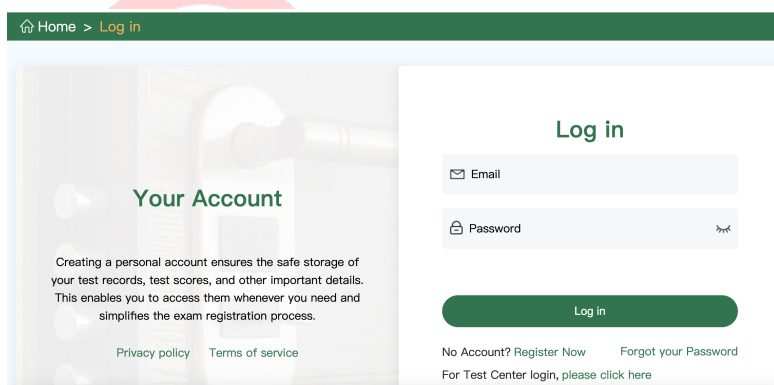 Home > Log in
Your Account
Creating a personal account ensures the safe storage of
your test records, test scores, and other important details.
This enables you to access them whenever you need and
simplifies the exam registration process.
Privacy policy Terms of service
Log in
Email
Password
Log in
No Account? Register Now Forgot your Password
For Test Center login, please click here